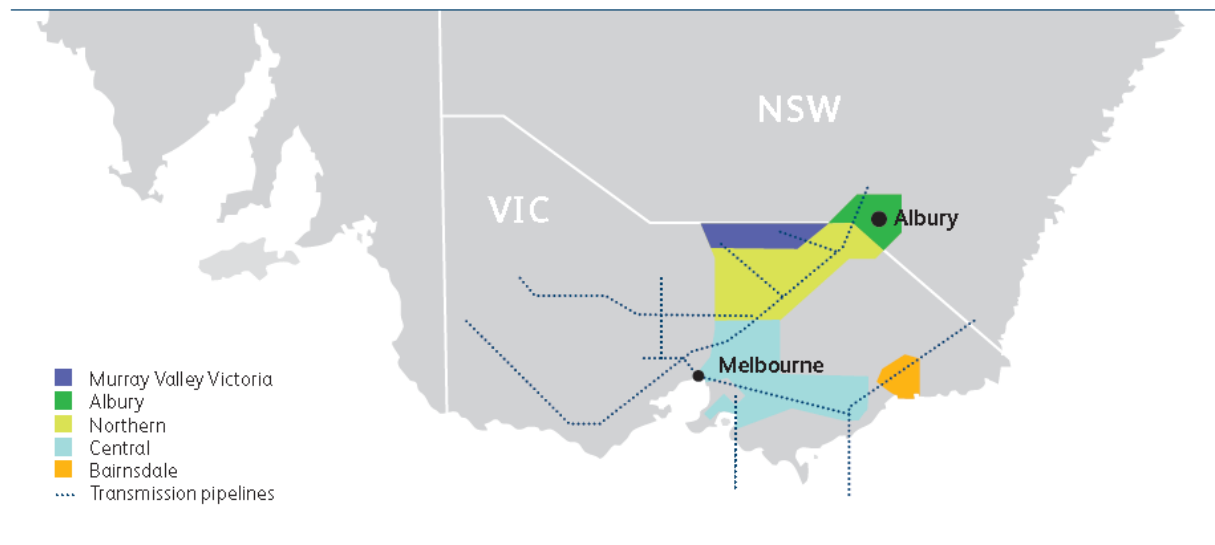 NSW
VIC
Albury
Melbourne
Murray Valley Victoria
Albury
Northern
Central
Bairnsdale
Transmission pipelines